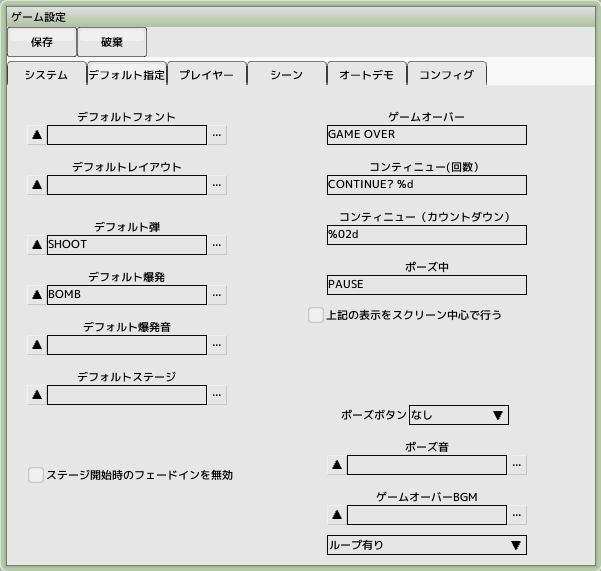 ゲーム設定
保存
破棄
システム
デフォルト指定
プレイヤー
シーン
オートデモ
コンフィグ
デフォルトフォント
...
デフォルトレイアウト
...
デフォルト弾
SHOOT
...
デフォルト爆発
BOMB
...
デフォルト爆発音
...
デフォルトステージ
...
ステージ開始時のフェードインを無効
ゲームオーバー
GAME OVER
コンティニュー(回数)
CONTINUE? %d
コンティニュー（カウントダウン）
%02d
ポーズ中
PAUSE
上記の表示をスクリーン中心で行う
ポーズボタン
なし
ポーズ音
...
ゲームオーバーBGM
...
ループ有り